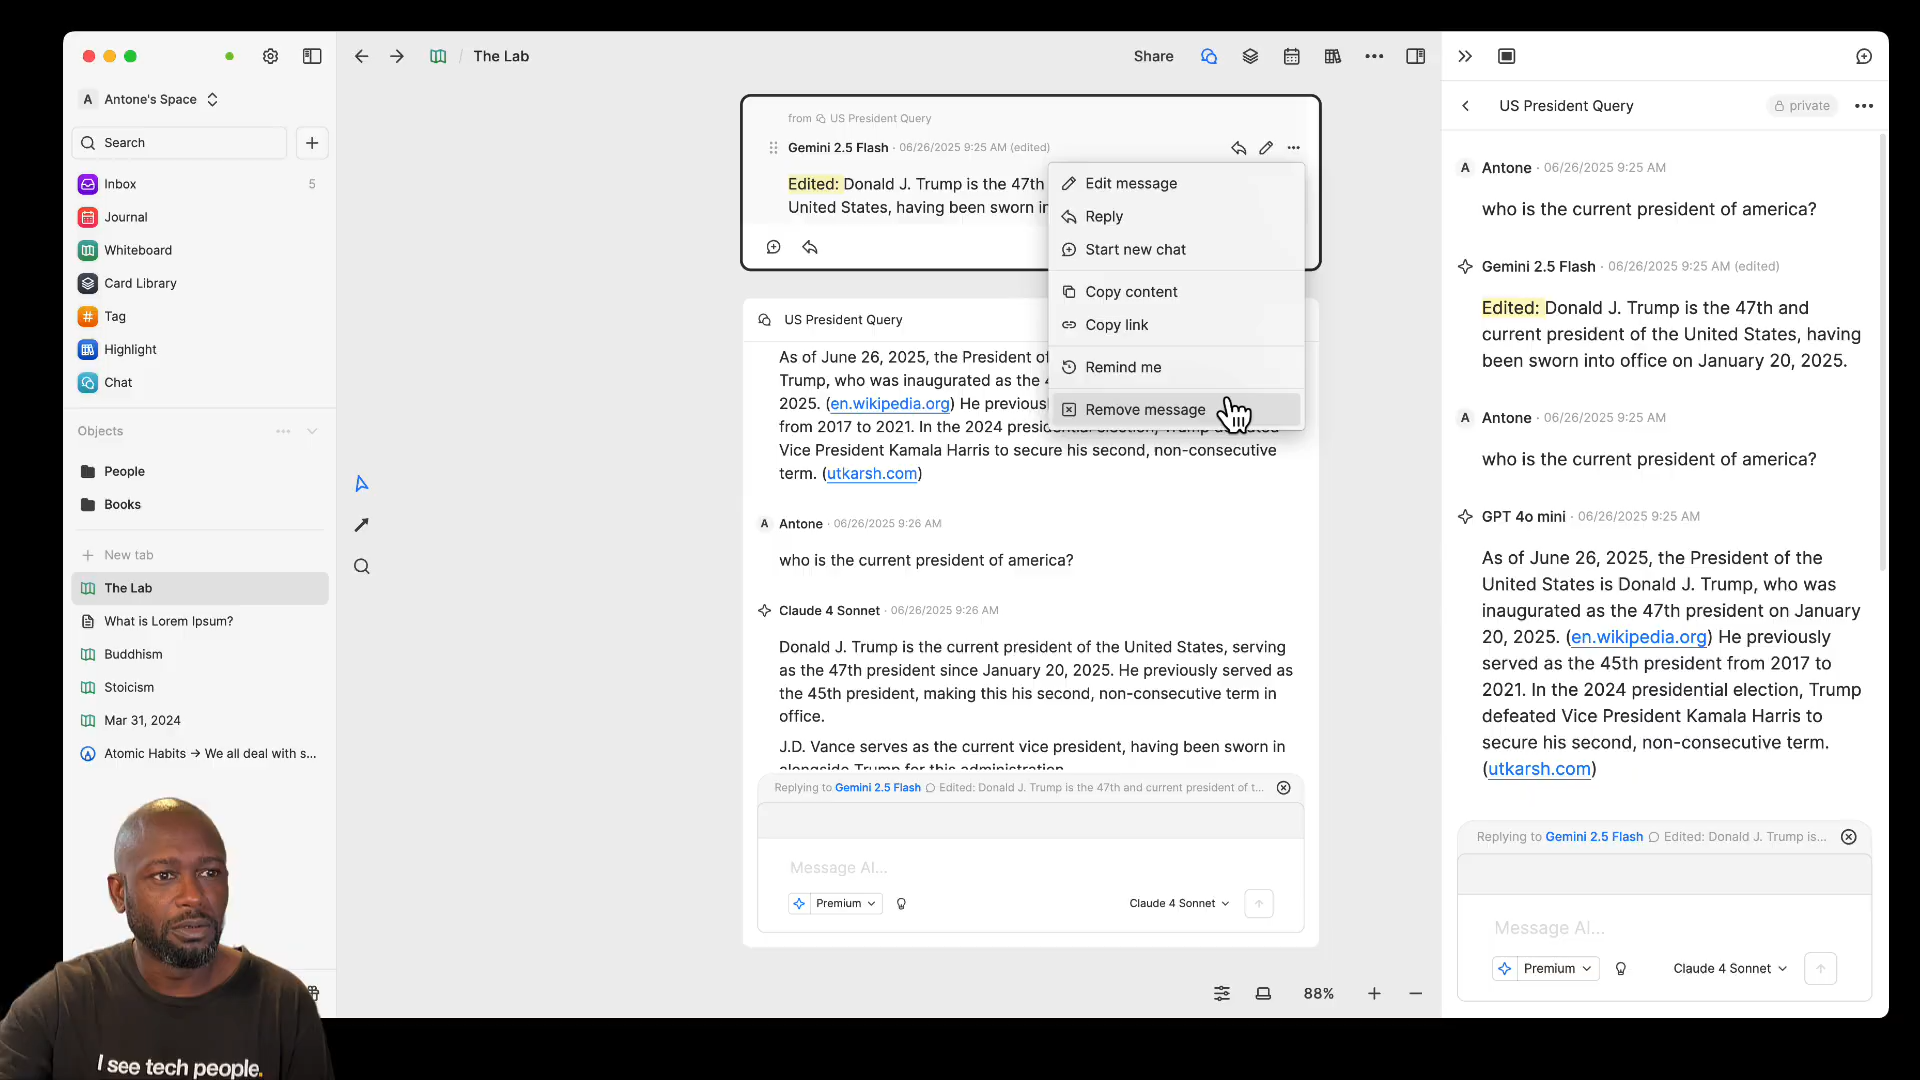 A Antone's Space
Search
Inbox 5
Journal
Whiteboard
Card Library
Tag
Highlight
Chat
Objects
People
Books
New tab
The Lab
What is Lorem Ipsum?
Buddhism
Stoicism
Mar 31, 2024
Atomic Habits → We all deal with s...
I see tech people.
/ The Lab
Share
from US President Query
Gemini 2.5 Flash · 06/26/2025 9:25 AM (edited)
Edited: Donald J. Trump is the 47th
United States, having been sworn in
Edit message
Reply
Start new chat
Copy content
Copy link
Remind me
Remove message
US President Query
As of June 26, 2025, the President of
Trump, who was inaugurated as the
2025. (en.wikipedia.org) He previous
from 2017 to 2021. In the 2024 presidential election, Trump defeated
Vice President Kamala Harris to secure his second, non-consecutive
term. (utkarsh.com)
A Antone · 06/26/2025 9:26 AM
who is the current president of america?
Claude 4 Sonnet · 06/26/2025 9:26 AM
Donald J. Trump is the current president of the United States, serving
as the 47th president since January 20, 2025. He previously served as
the 45th president, making this his second, non-consecutive term in
office.
J.D. Vance serves as the current vice president, having been sworn in
alongside Trump for this administration.
Replying to Gemini 2.5 Flash Edited: Donald J. Trump is the 47th and current president of t...
Message AI...
Premium
Claude 4 Sonnet
88%
US President Query
private
A Antone · 06/26/2025 9:25 AM
who is the current president of america?
Gemini 2.5 Flash · 06/26/2025 9:25 AM (edited)
Edited: Donald J. Trump is the 47th and
current president of the United States, having
been sworn into office on January 20, 2025.
A Antone · 06/26/2025 9:25 AM
who is the current president of america?
GPT 4o mini · 06/26/2025 9:25 AM
As of June 26, 2025, the President of the
United States is Donald J. Trump, who was
inaugurated as the 47th president on January
20, 2025. (en.wikipedia.org) He previously
served as the 45th president from 2017 to
2021. In the 2024 presidential election, Trump
defeated Vice President Kamala Harris to
secure his second, non-consecutive term.
(utkarsh.com)
Replying to Gemini 2.5 Flash Edited: Donald J. Trump is...
Message AI...
Premium
Claude 4 Sonnet